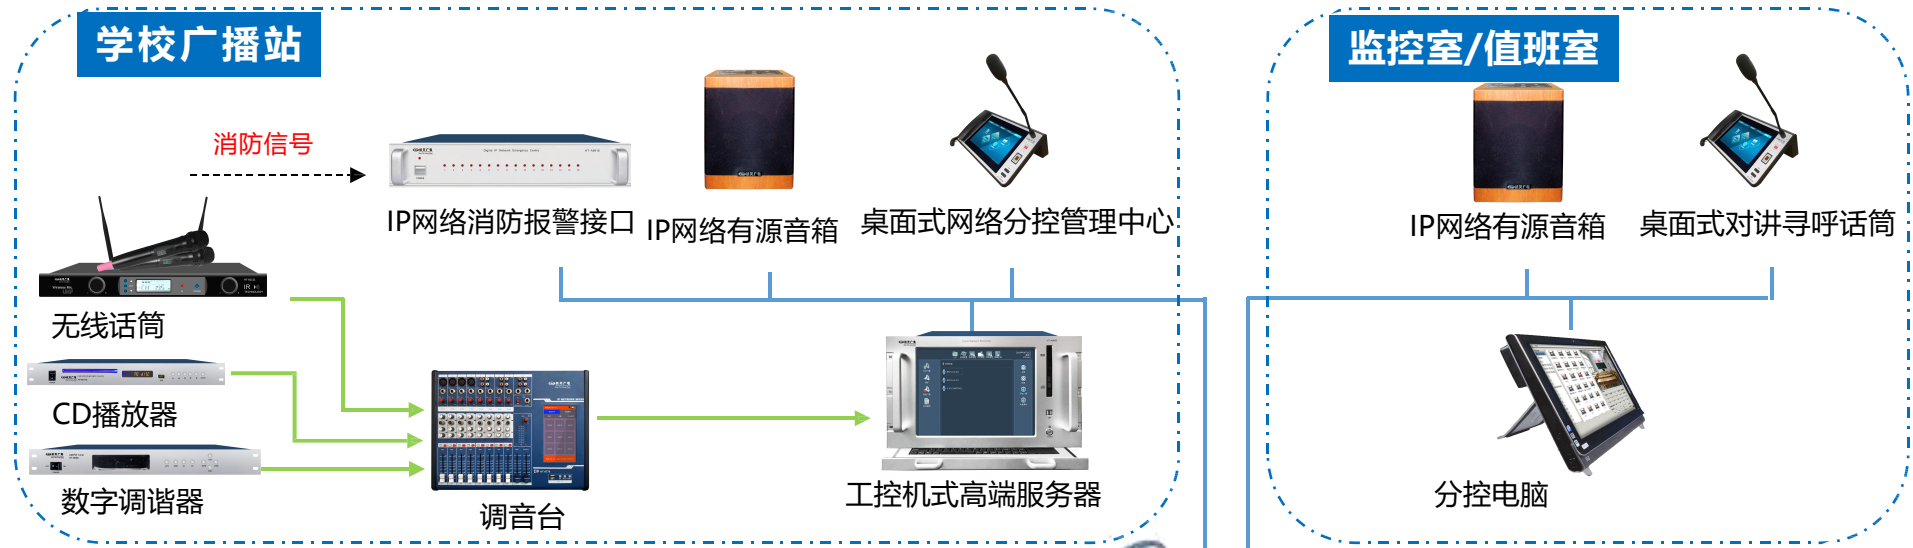 学校广播站
监控室/值班室
消防信号
IP网络消防报警接口
IP网络有源音箱
桌面式网络分控管理中心
IP网络有源音箱
桌面式对讲寻呼话筒
无线话筒
CD播放器
数字调谐器
调音台
工控机式高端服务器
分控电脑